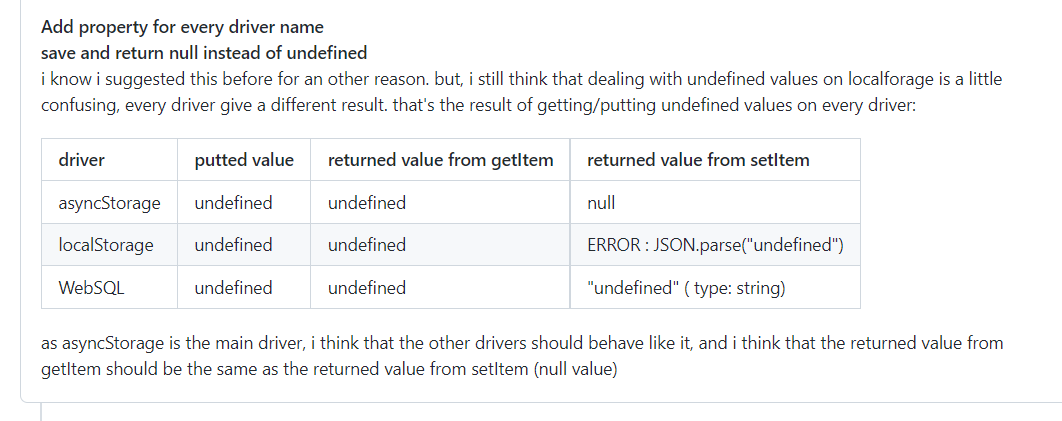 Add property for every driver name
save and return null instead of undefined
i know i suggested this before for an other reason. but, i still think that dealing with undefined values on localforage is a little
confusing, every driver give a different result. that's the result of getting/putting undefined values on every driver:
driver putted value returned value from getItem returned value from setItem
asyncStorage undefined undefined null
localStorage undefined undefined ERROR : JSON.parse("undefined")
WebSQL undefined undefined "undefined" ( type: string)
as asyncStorage is the main driver, i think that the other drivers should behave like it, and i think that the returned value from
getItem should be the same as the returned value from setItem (null value)